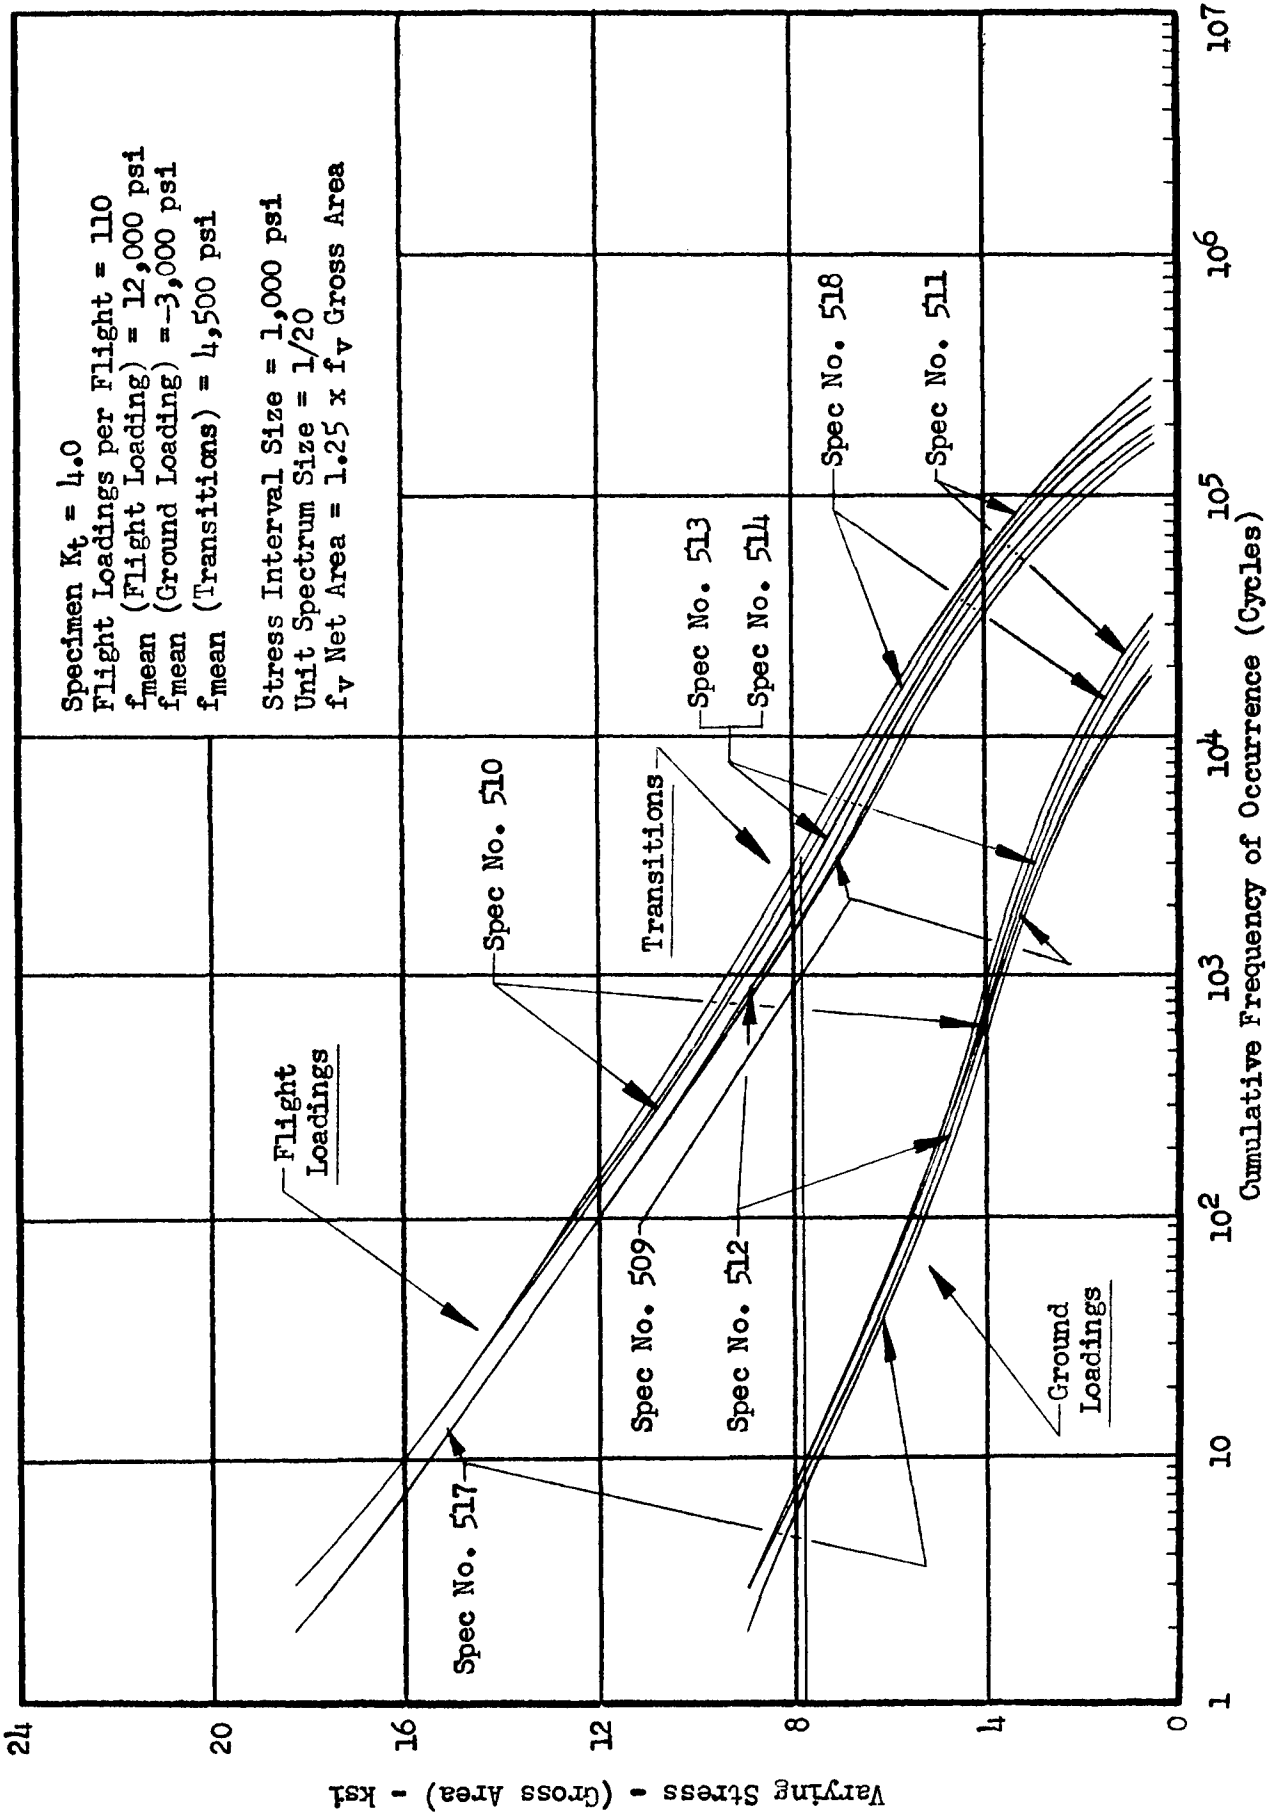 Specimen Kt = 4.0
Flight Loadings per Flight = 110
fmean (Flight Loading) = 12,000 psi
fmean (Ground Loading) =-3,000 psi
fmean (Transitions) = 4,500 psi
Stress Interval Size = 1,000 psi
Unit Spectrum Size = 1/20
fv Net Area = 1.25 x fv Gross Area
Flight
Loadings
Spec No. 510
Transitions
Spec No. 513
Spec No. 514
Spec No. 518
Spec No. 511
Spec No. 517
Spec No. 509
Spec No. 512
Ground
Loadings
24
20
16
12
8
4
0
Varying Stress - (Gross Area) - ksi
1
10
10²
10³
10⁴
10⁵
10⁶
10⁷
Cumulative Frequency of Occurrence (Cycles)